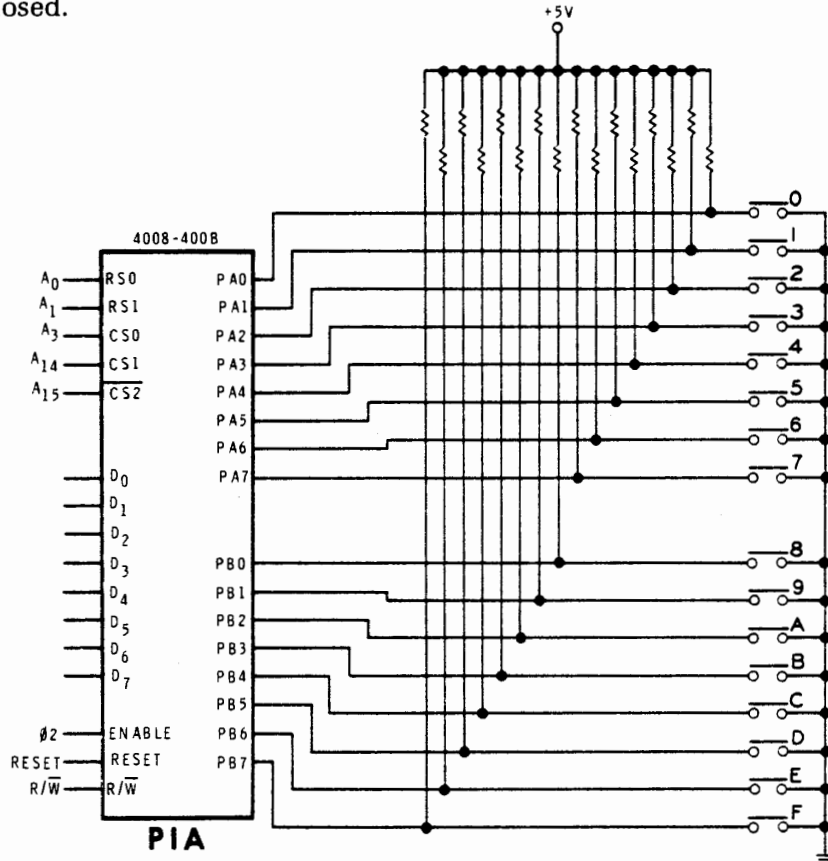 osed.
+5V
0
4008-400B
1
A0 RS0 PA0
2
A1 RS1 PA1
3
A3 CS0 PA2
4
A14 CS1 PA3
A15 CS2 PA4
5
PA5
6
PA6
7
D0 PA7
D1
D2
8
D3 PB0
9
D4 PB1
A
D5 PB2
B
D6 PB3
C
D7 PB4
D
PB5
E
ø2 ENABLE PB6
RESET RESET PB7
R/W R/W
F
PIA